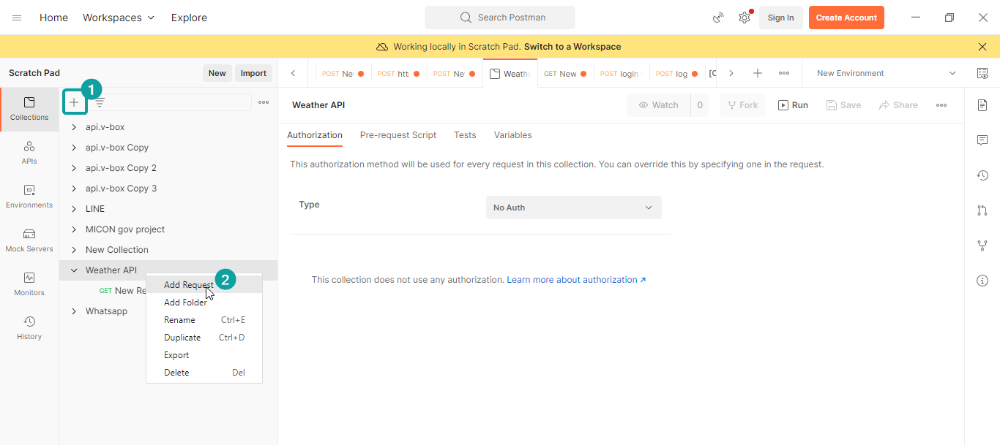 Home Workspaces Explore Search Postman Sign In Create Account
Working locally in Scratch Pad. Switch to a Workspace
Scratch Pad New Import
POST Ne POST htt POST Ne Weath GET New POST login POST log [C New Environment
1
Collections
Weather API Watch 0 Fork Run Save Share
api.v-box
Authorization Pre-request Script Tests Variables
api.v-box Copy
APIs
This authorization method will be used for every request in this collection. You can override this by specifying one in the request.
api.v-box Copy 2
api.v-box Copy 3
Environments
Type No Auth
LINE
MICON gov project
Mock Servers
New Collection
Weather API
Add Request 2
This collection does not use any authorization. Learn more about authorization ↗
Monitors
GET New Re
Add Folder
Whatsapp
Rename Ctrl+E
History
Duplicate Ctrl+D
Export
Delete Del